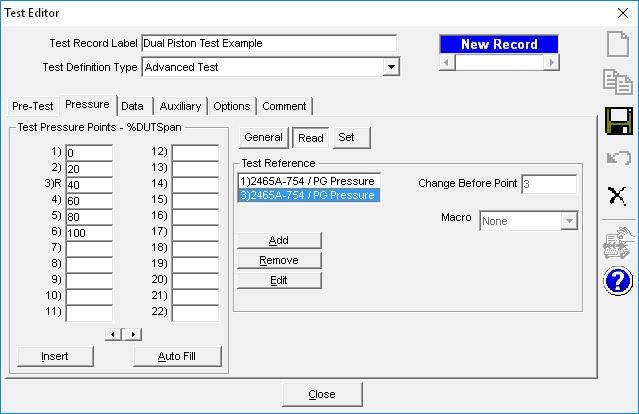 Test Editor
Test Record Label Dual Piston Test Example
New Record
Test Definition Type Advanced Test
Pre-Test Pressure Data Auxiliary Options Comment
Test Pressure Points - %DUTSpan
1) 0
2) 20
3)R 40
4) 60
5) 80
6) 100
7)
8)
9)
10)
11)
12)
13)
14)
15)
16)
17)
18)
19)
20)
21)
22)
Insert Auto Fill
General Read Set
Test Reference
1)2465A-754 / PG Pressure
3)2465A-754 / PG Pressure
Change Before Point 3
Macro None
Add
Remove
Edit
?
Close